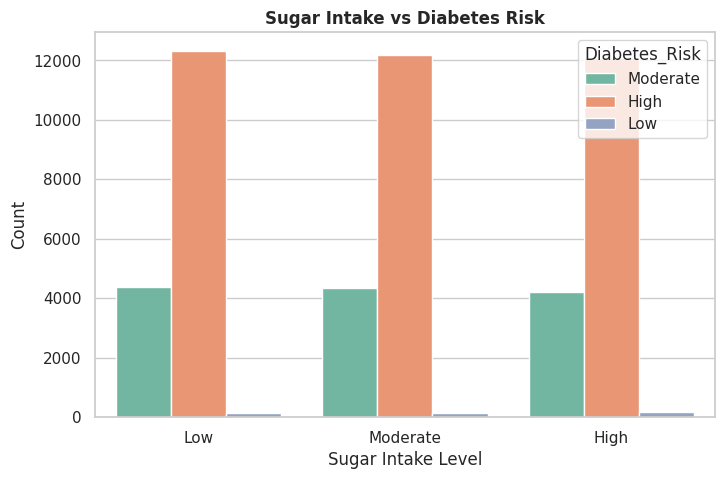 Sugar Intake vs Diabetes Risk
Diabetes_Risk
Moderate
High
Low
12000
10000
8000
6000
4000
2000
0
Count
Low Moderate High
Sugar Intake Level